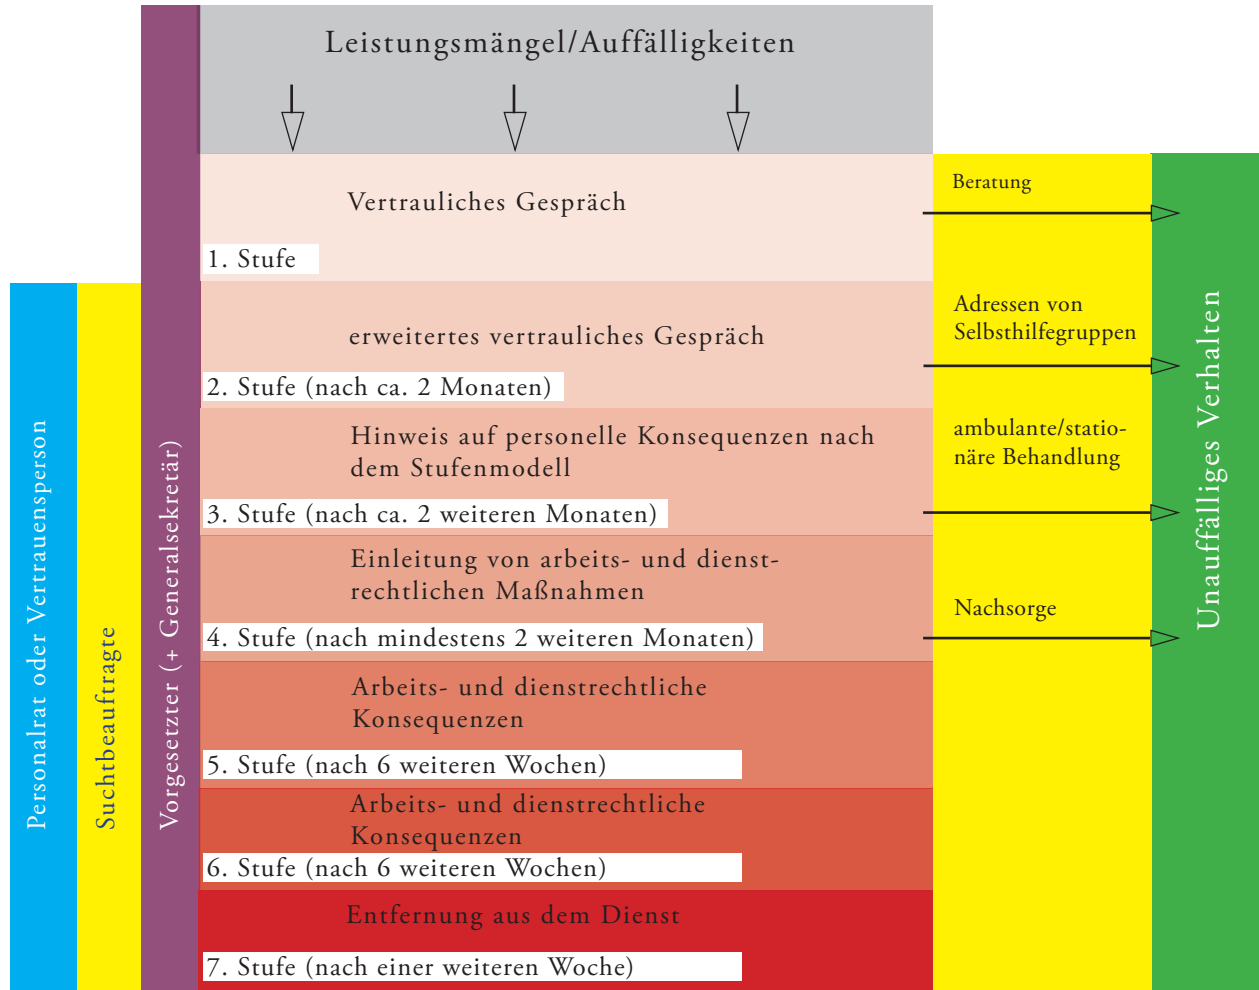 Leistungsmängel/Auffälligkeiten
Vertrauliches Gespräch
1. Stufe
erweitertes vertrauliches Gespräch
2. Stufe (nach ca. 2 Monaten)
Hinweis auf personelle Konsequenzen nach
dem Stufenmodell
3. Stufe (nach ca. 2 weiteren Monaten)
Einleitung von arbeits- und dienst-
rechtlichen Maßnahmen
4. Stufe (nach mindestens 2 weiteren Monaten)
Arbeits- und dienstrechtliche
Konsequenzen
5. Stufe (nach 6 weiteren Wochen)
Arbeits- und dienstrechtliche
Konsequenzen
6. Stufe (nach 6 weiteren Wochen)
Entfernung aus dem Dienst
7. Stufe (nach einer weiteren Woche)
Personalrat oder Vertrauensperson
Suchtbeauftragte
Vorgesetzter (+ Generalsekretär)
Beratung
Adressen von
Selbsthilfegruppen
ambulante/statio-
näre Behandlung
Nachsorge
Unauffälliges Verhalten